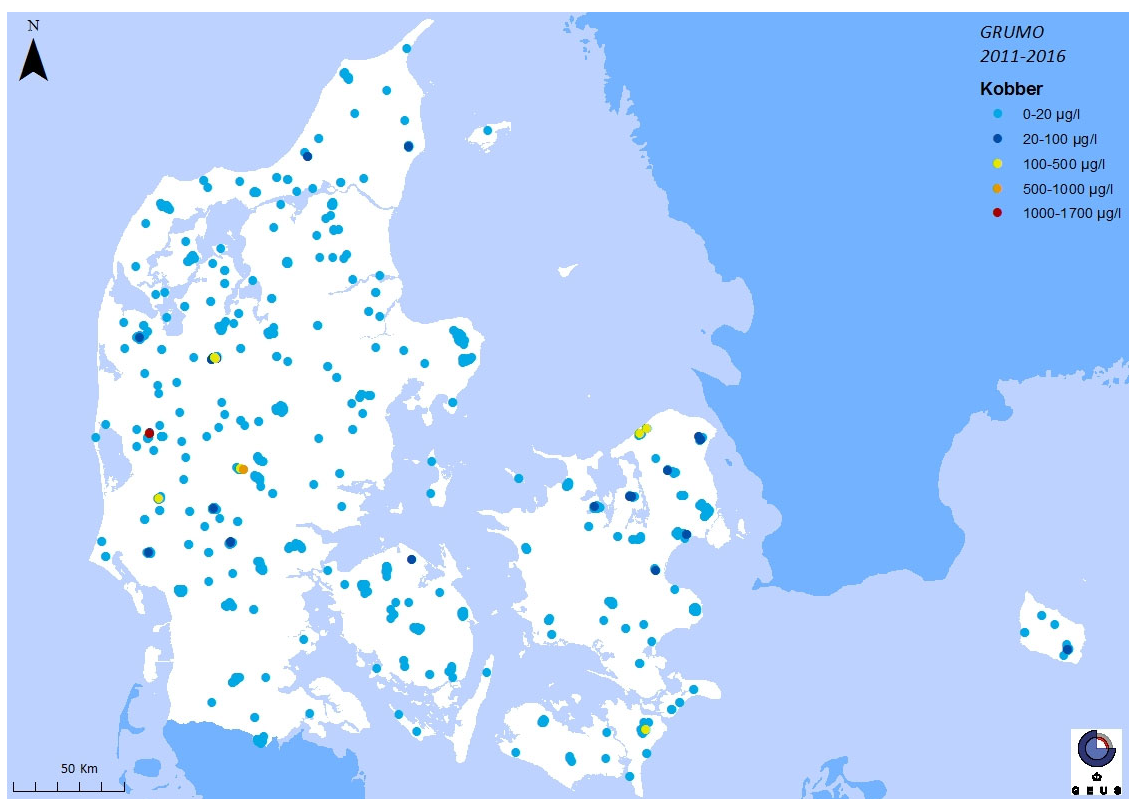 N
GRUMO
2011-2016
Kobber
0-20 µg/l
20-100 µg/l
100-500 µg/l
500-1000 µg/l
1000-1700 µg/l
50 Km
G E U S